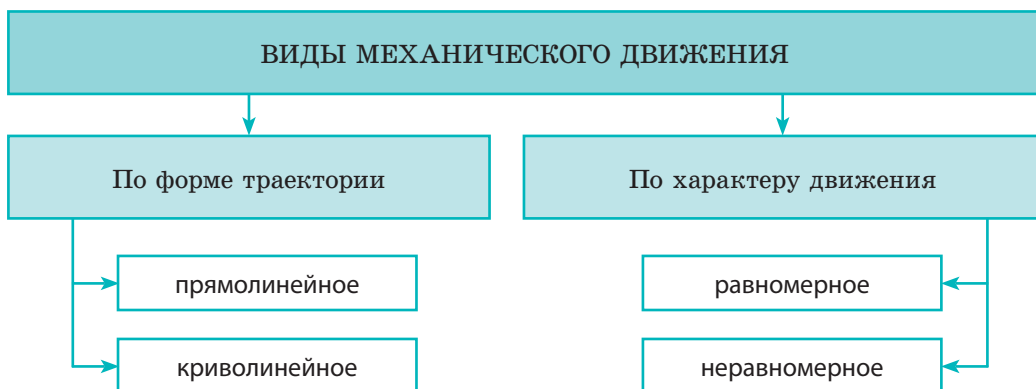 ВИДЫ МЕХАНИЧЕСКОГО ДВИЖЕНИЯ
По форме траектории
прямолинейное
криволинейное
По характеру движения
равномерное
неравномерное